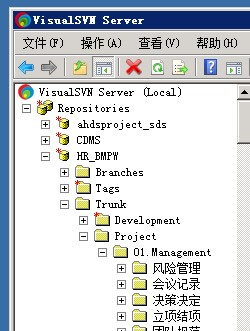 VisualSVN Server
文件(F) 操作(A) 查看(V) 帮助(H)
VisualSVN Server (Local)
Repositories
ahdsproject_sds
CDMS
HR_BMPW
Branches
Tags
Trunk
Development
Project
01.Management
风险管理
会议记录
决策决定
立项结项